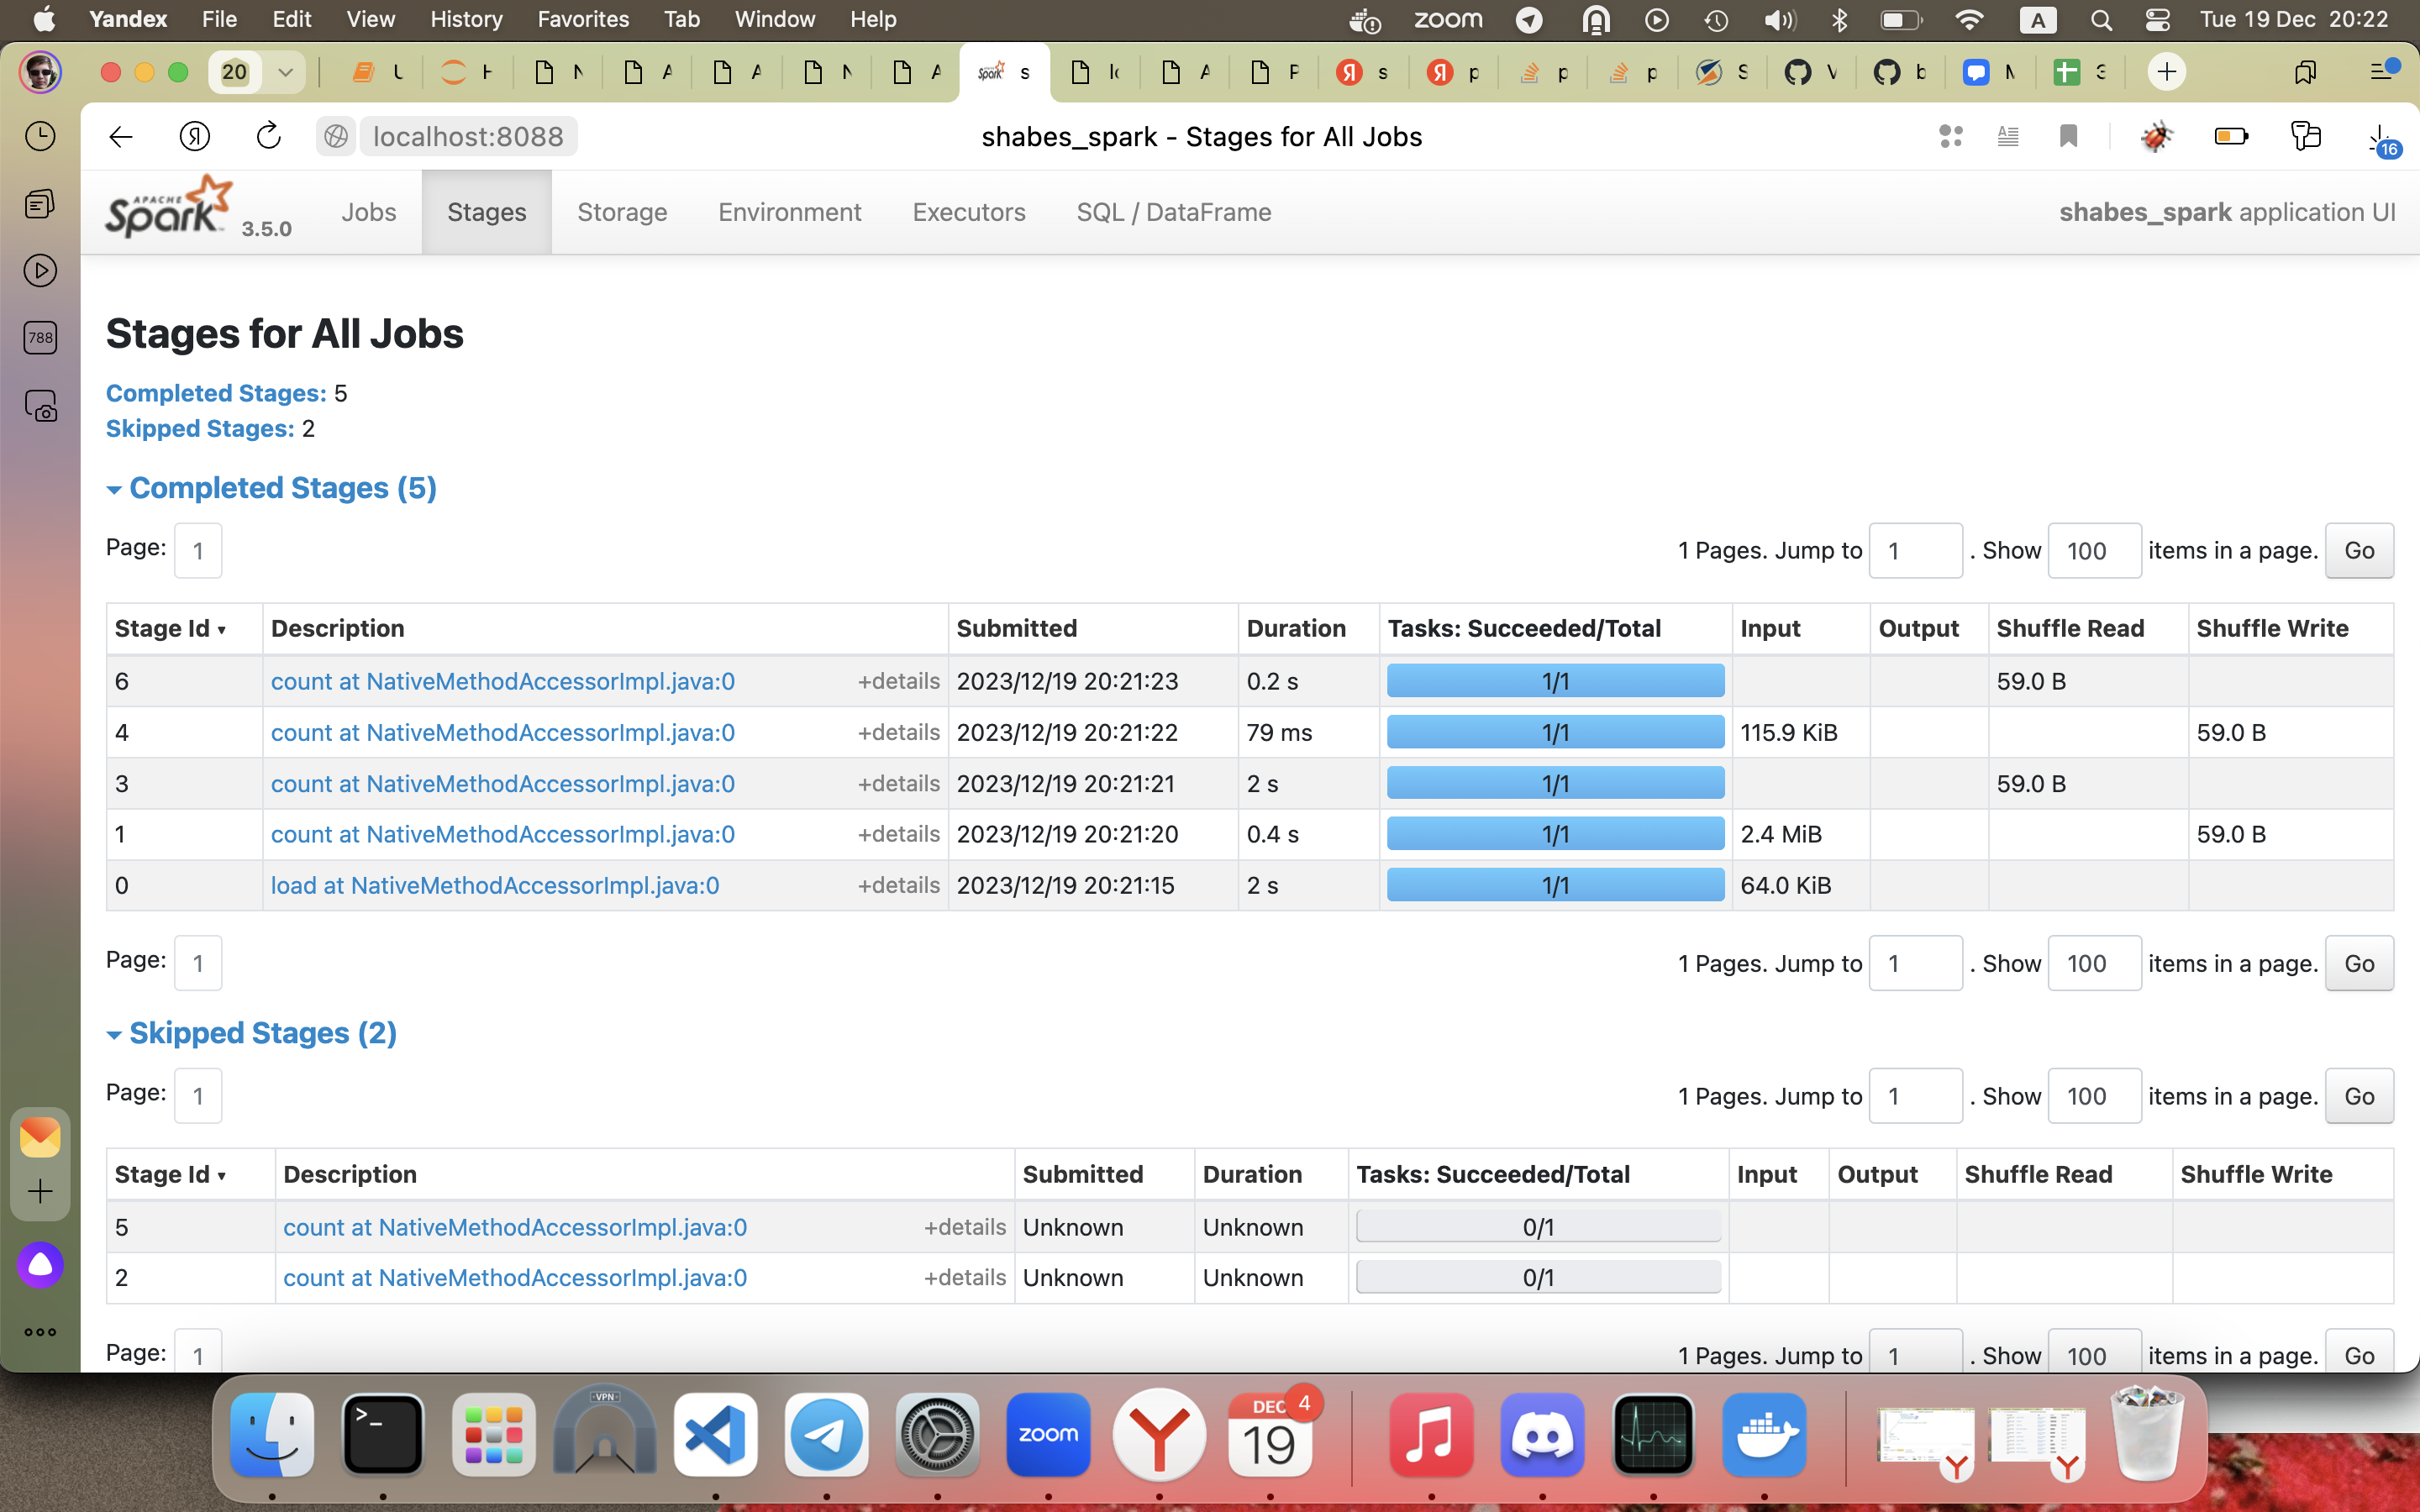 Yandex File Edit View History Favorites Tab Window Help zoom A Tue 19 Dec 20:22
20 s
localhost:8088 shabes_spark - Stages for All Jobs 16
APACHE Spark 3.5.0 Jobs Stages Storage Environment Executors SQL / DataFrame shabes_spark application UI
788
Stages for All Jobs
Completed Stages: 5
Skipped Stages: 2
Completed Stages (5)
Page: 1 1 Pages. Jump to 1 . Show 100 items in a page. Go
Stage Id ▾ Description Submitted Duration Tasks: Succeeded/Total Input Output Shuffle Read Shuffle Write
6 count at NativeMethodAccessorImpl.java:0 +details 2023/12/19 20:21:23 0.2 s 1/1 59.0 B
4 count at NativeMethodAccessorImpl.java:0 +details 2023/12/19 20:21:22 79 ms 1/1 115.9 KiB 59.0 B
3 count at NativeMethodAccessorImpl.java:0 +details 2023/12/19 20:21:21 2 s 1/1 59.0 B
1 count at NativeMethodAccessorImpl.java:0 +details 2023/12/19 20:21:20 0.4 s 1/1 2.4 MiB 59.0 B
0 load at NativeMethodAccessorImpl.java:0 +details 2023/12/19 20:21:15 2 s 1/1 64.0 KiB
Page: 1 1 Pages. Jump to 1 . Show 100 items in a page. Go
Skipped Stages (2)
Page: 1 1 Pages. Jump to 1 . Show 100 items in a page. Go
Stage Id ▾ Description Submitted Duration Tasks: Succeeded/Total Input Output Shuffle Read Shuffle Write
5 count at NativeMethodAccessorImpl.java:0 +details Unknown Unknown 0/1
2 count at NativeMethodAccessorImpl.java:0 +details Unknown Unknown 0/1
Page: 1 1 Pages. Jump to 1 . Show 100 items in a page. Go
VPN zoom DEC 19 4